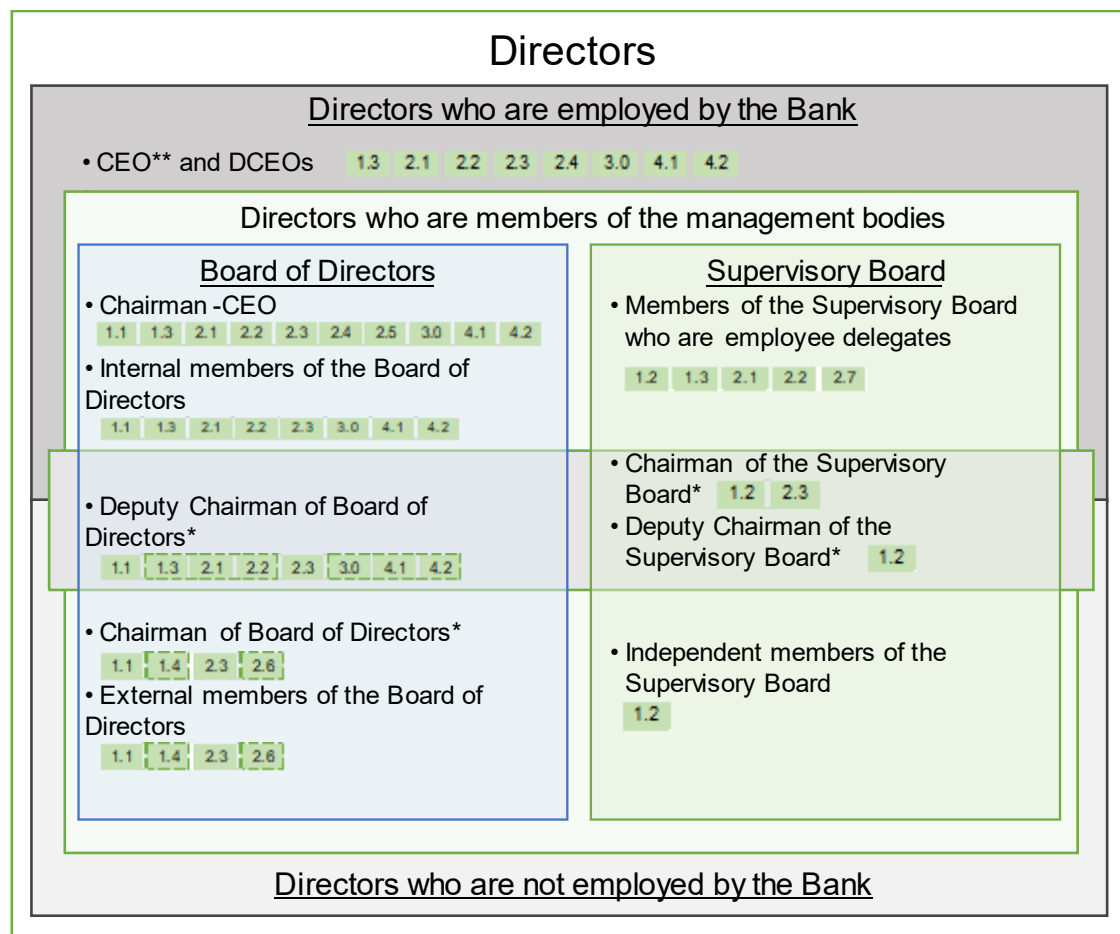 Directors
Directors who are employed by the Bank
• CEO** and DCEOs 1.3 2.1 2.2 2.3 2.4 3.0 4.1 4.2
Directors who are members of the management bodies
Board of Directors
• Chairman -CEO
1.1 1.3 2.1 2.2 2.3 2.4 2.5 3.0 4.1 4.2
• Internal members of the Board of
Directors
1.1 1.3 2.1 2.2 2.3 3.0 4.1 4.2
• Deputy Chairman of Board of
Directors*
1.1 1.3 2.1 2.2 2.3 3.0 4.1 4.2
• Chairman of Board of Directors*
1.1 1.4 2.3 2.6
• External members of the Board of
Directors
1.1 1.4 2.3 2.6
Supervisory Board
• Members of the Supervisory Board
who are employee delegates
1.2 1.3 2.1 2.2 2.7
• Chairman of the Supervisory
Board* 1.2 2.3
• Deputy Chairman of the
Supervisory Board* 1.2
• Independent members of the
Supervisory Board
1.2
Directors who are not employed by the Bank